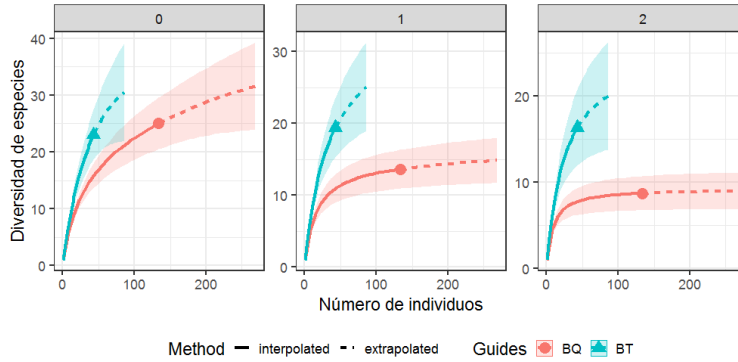 0 1 2
Diversidad de especies
40
30
20
10
0
30
20
10
0
20
10
0
0 100 200 0 100 200 0 100 200
Número de individuos
Method interpolated extrapolated Guides BQ BT